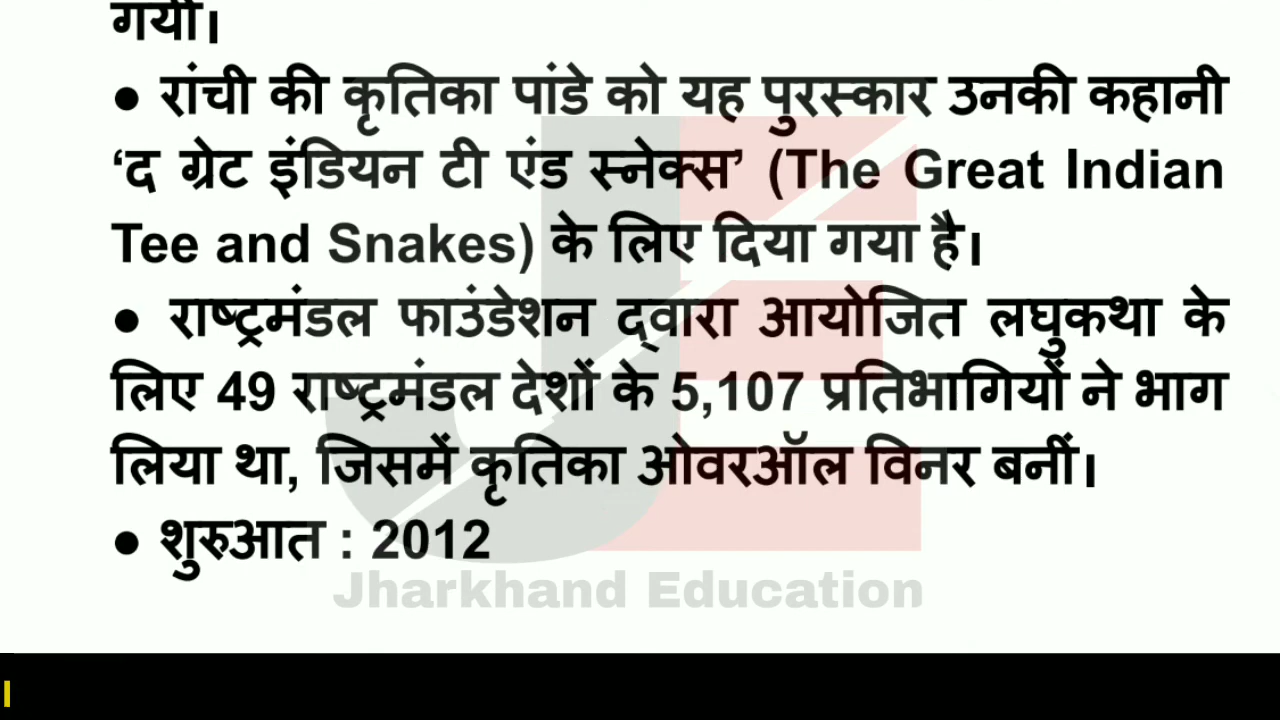 गयी।
● रांची की कृतिका पांडे को यह पुरस्कार उनकी कहानी
‘द ग्रेट इंडियन टी एंड स्नेक्स’ (The Great Indian
Tee and Snakes) के लिए दिया गया है।
● राष्ट्रमंडल फाउंडेशन द्वारा आयोजित लघुकथा के
लिए 49 राष्ट्रमंडल देशों के 5,107 प्रतिभागियों ने भाग
लिया था, जिसमें कृतिका ओवरऑल विनर बनीं।
● शुरुआत : 2012
Jharkhand Education